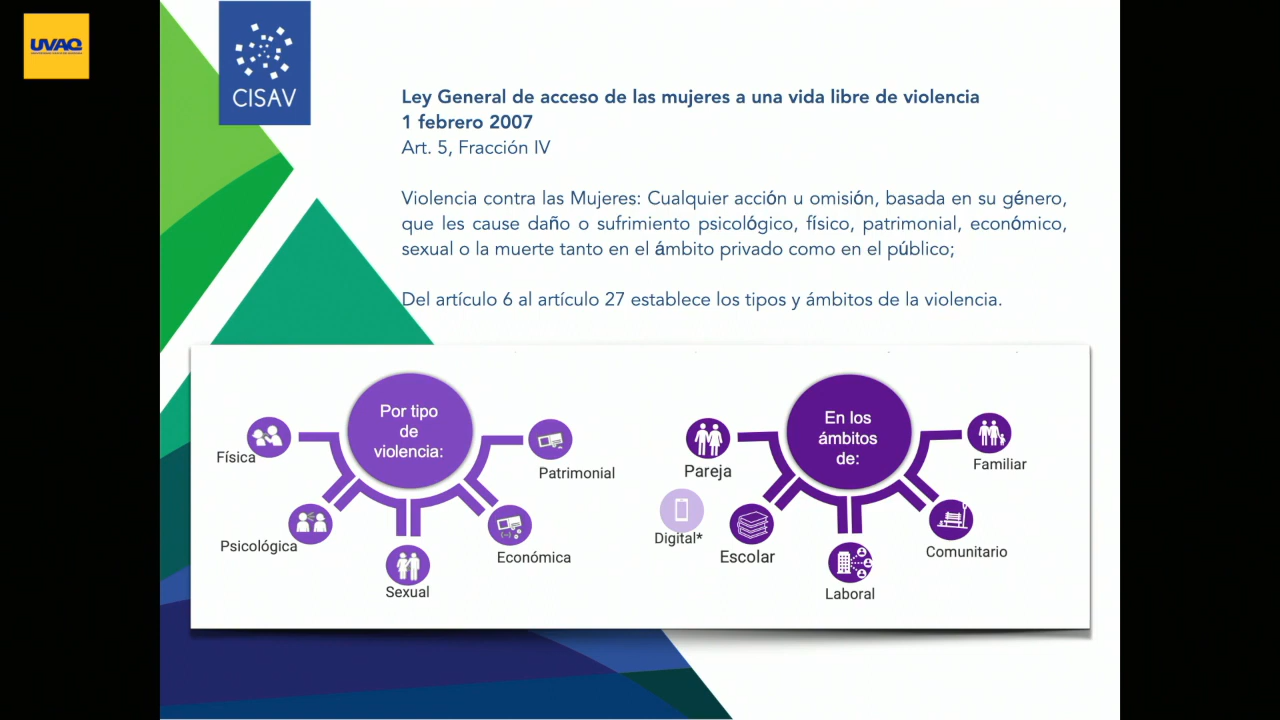 UVAQ
CISAV
Ley General de acceso de las mujeres a una vida libre de violencia
1 febrero 2007
Art. 5, Fracción IV
Violencia contra las Mujeres: Cualquier acción u omisión, basada en su género,
que les cause daño o sufrimiento psicológico, físico, patrimonial, económico,
sexual o la muerte tanto en el ámbito privado como en el público;
Del artículo 6 al artículo 27 establece los tipos y ámbitos de la violencia.
Por tipo
de
violencia:
Física
Psicológica
Sexual
Económica
Patrimonial
En los
ámbitos
de:
Pareja
Digital*
Escolar
Laboral
Comunitario
Familiar